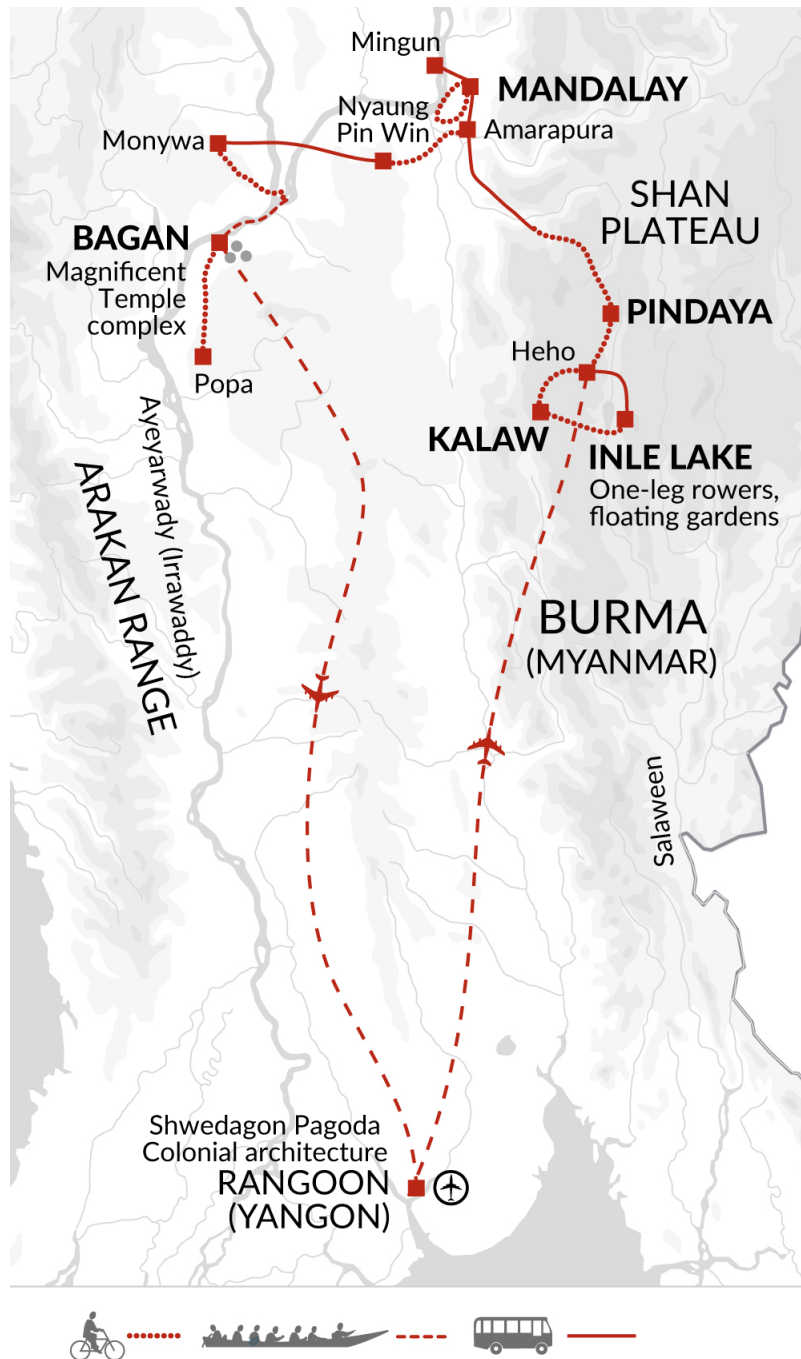 Mingun
MANDALAY
Nyaung
Pin Win
Amarapura
Monywa
SHAN
PLATEAU
BAGAN
Magnificent
Temple
complex
PINDAYA
Heho
Popa
KALAW
INLE LAKE
One-leg rowers,
floating gardens
Ayeyarwady (Irrawaddy)
ARAKAN RANGE
BURMA
(MYANMAR)
Salaween
Shwedagon Pagoda
Colonial architecture
RANGOON
(YANGON)